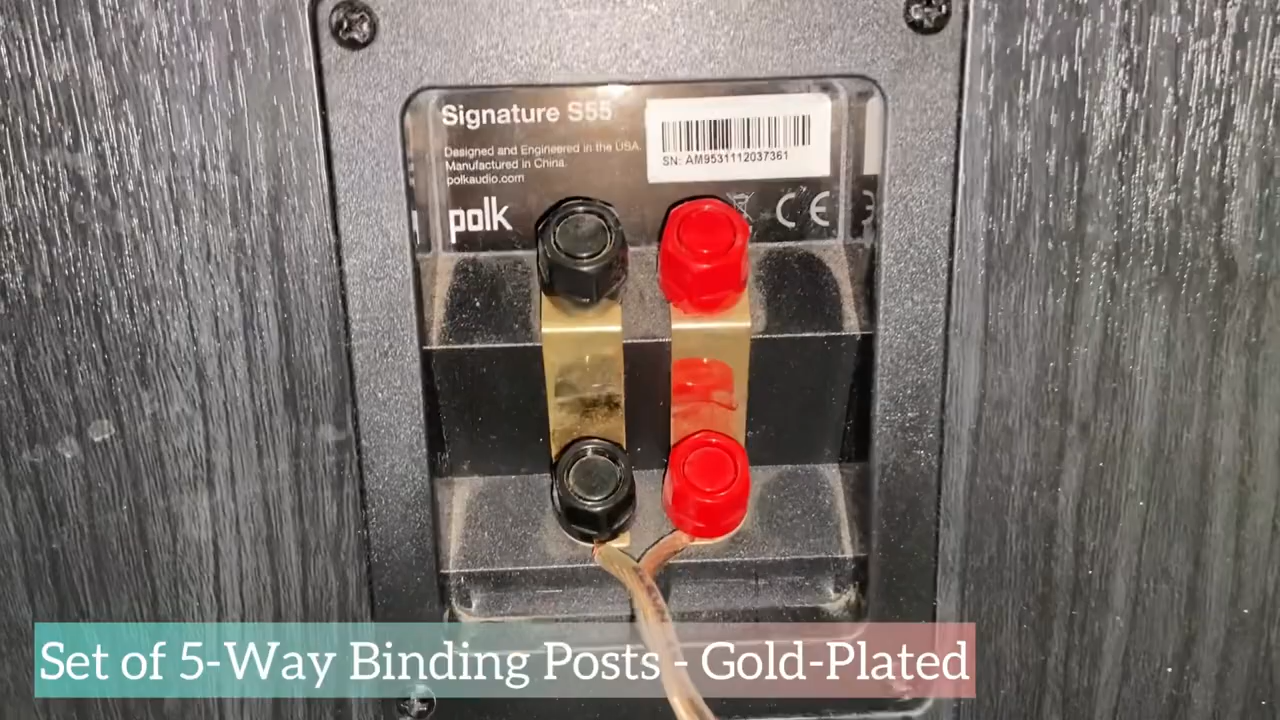 Signature S55
Designed and Engineered in the USA.
Manufactured in China.
polkaudio.com
SN: AM9531112037361
polk
CE
Set of 5-Way Binding Posts - Gold-Plated